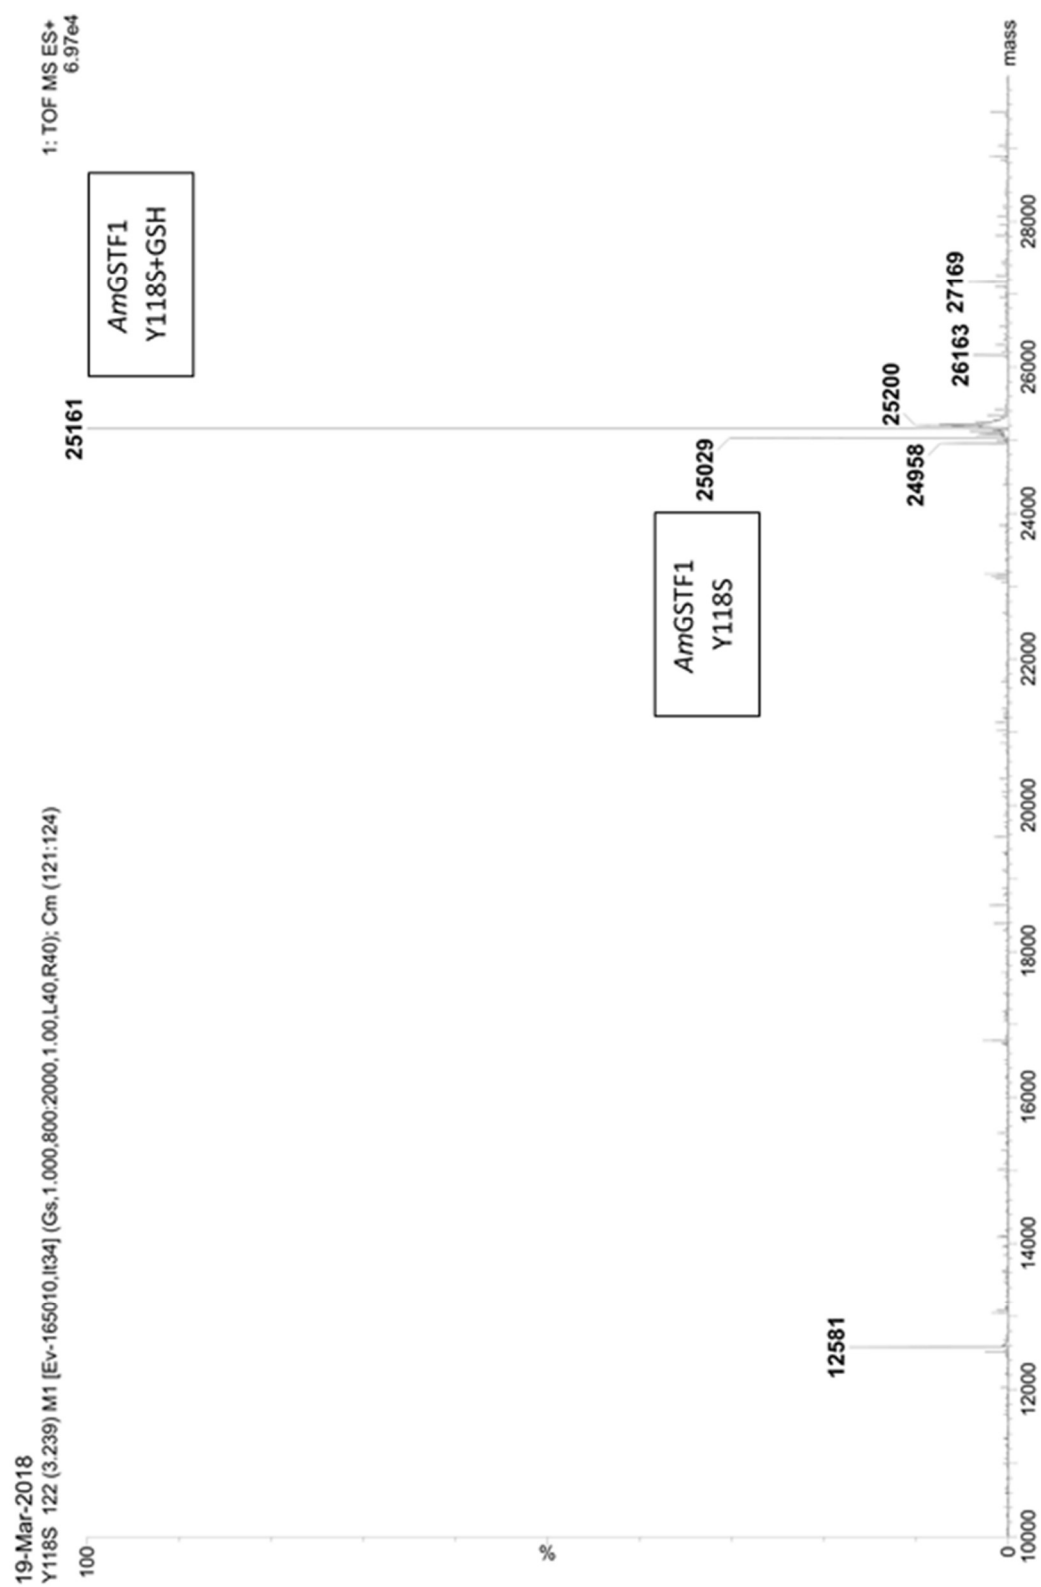 19-Mar-2018
Y118S 122 (3.239) M1 [Ev-165010,It34] (Gs,1.000,800:2000,1.00,L40,R40); Cm (121:124)
1: TOF MS ES+
6.97e4
100
%
0
25161
AmGSTF1
Y118S+GSH
25029
AmGSTF1
Y118S
25200
24958
26163
27169
12581
10000
12000
14000
16000
18000
20000
22000
24000
26000
28000
mass